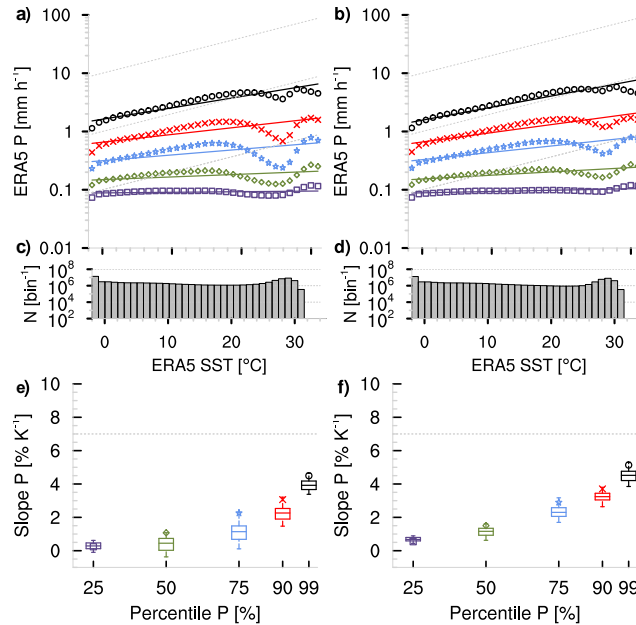 a) b)
100 100
10 10
1 1
0.1 0.1
0.01 0.01
ERA5 P [mm h⁻¹] ERA5 P [mm h⁻¹]
c) d)
10⁸ 10⁸
10⁶ 10⁶
10⁴ 10⁴
10² 10²
N [bin⁻¹] N [bin⁻¹]
0 10 20 30 0 10 20 30
ERA5 SST [°C] ERA5 SST [°C]
e) f)
10 10
8 8
6 6
4 4
2 2
0 0
Slope P [% K⁻¹] Slope P [% K⁻¹]
25 50 75 90 99 25 50 75 90 99
Percentile P [%] Percentile P [%]